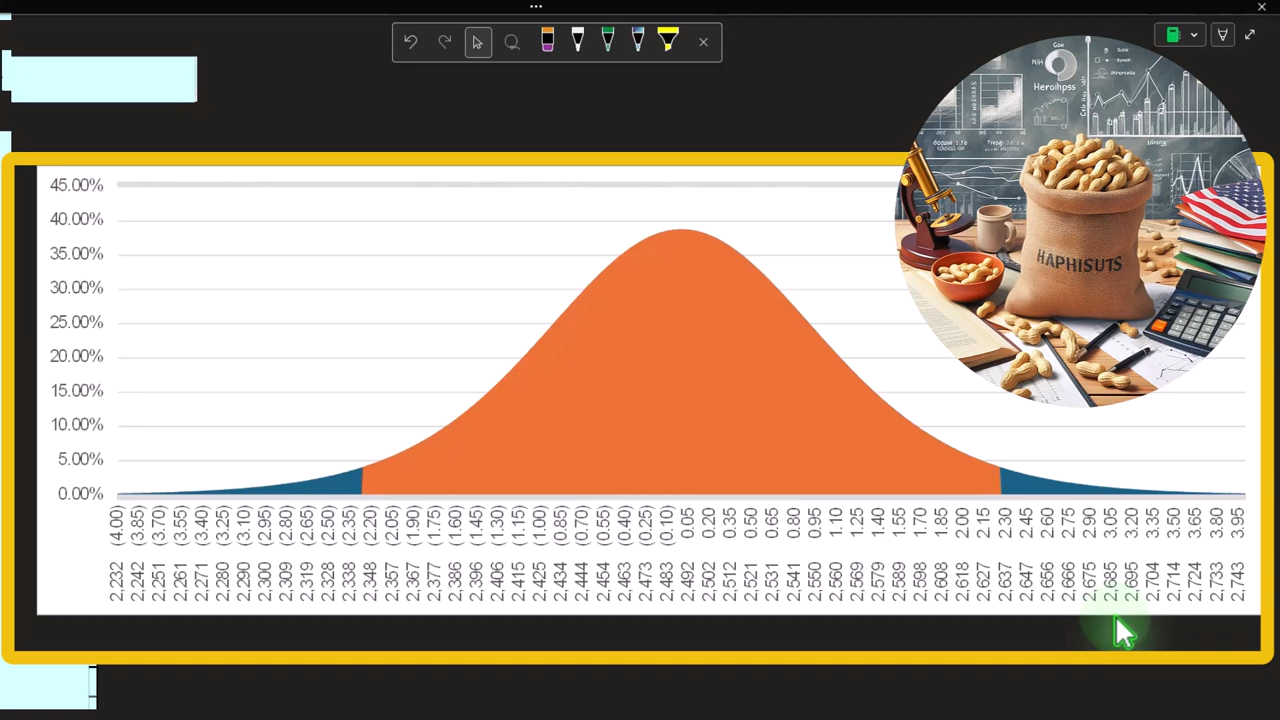 45.00%
40.00%
35.00%
30.00%
25.00%
20.00%
15.00%
10.00%
5.00%
0.00%
(4.00) (3.85) (3.70) (3.55) (3.40) (3.25) (3.10) (2.95) (2.80) (2.65) (2.50) (2.35) (2.20) (2.05) (1.90) (1.75) (1.60) (1.45) (1.30) (1.15) (1.00) (0.85) (0.70) (0.55) (0.40) (0.25) (0.10) 0.05 0.20 0.35 0.50 0.65 0.80 0.95 1.10 1.25 1.40 1.55 1.70 1.85 2.00 2.15 2.30 2.45 2.60 2.75 2.90 3.05 3.20 3.35 3.50 3.65 3.80 3.95
2.232 2.242 2.251 2.261 2.271 2.280 2.290 2.300 2.309 2.319 2.328 2.338 2.348 2.357 2.367 2.377 2.386 2.396 2.406 2.415 2.425 2.434 2.444 2.454 2.463 2.473 2.483 2.492 2.502 2.512 2.521 2.531 2.541 2.550 2.560 2.569 2.579 2.589 2.598 2.608 2.618 2.627 2.637 2.647 2.656 2.666 2.675 2.685 2.695 2.704 2.714 2.724 2.733 2.743
Heroihpss
HAPHISUTS